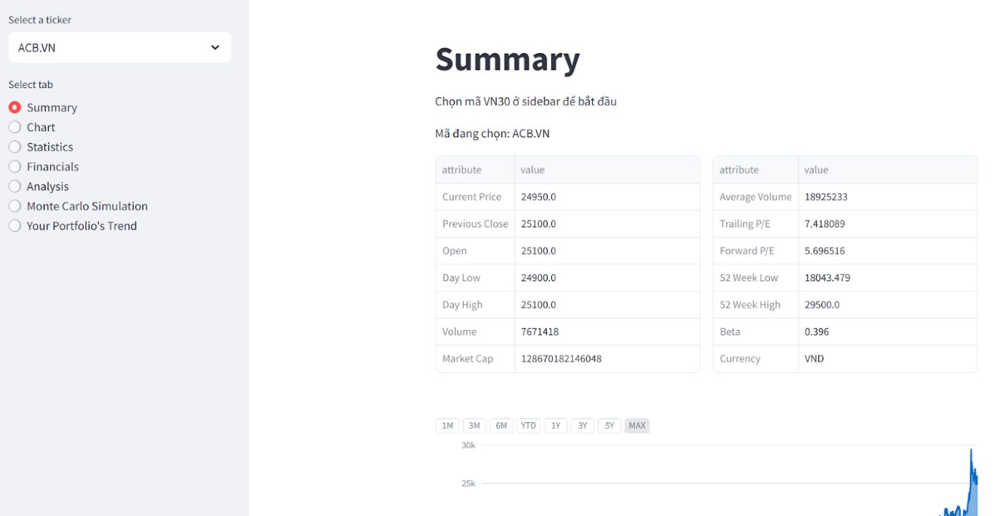 Select a ticker
ACB.VN
Select tab
Summary
Chart
Statistics
Financials
Analysis
Monte Carlo Simulation
Your Portfolio's Trend
Summary
Chọn mã VN30 ở sidebar để bắt đầu
Mã đang chọn: ACB.VN
attribute value
Current Price 24950.0
Previous Close 25100.0
Open 25100.0
Day Low 24900.0
Day High 25100.0
Volume 7671418
Market Cap 128670182146048
attribute value
Average Volume 18925233
Trailing P/E 7.418089
Forward P/E 5.696516
52 Week Low 18043.479
52 Week High 29500.0
Beta 0.396
Currency VND
1M 3M 6M YTD 1Y 3Y 5Y MAX
30k
25k